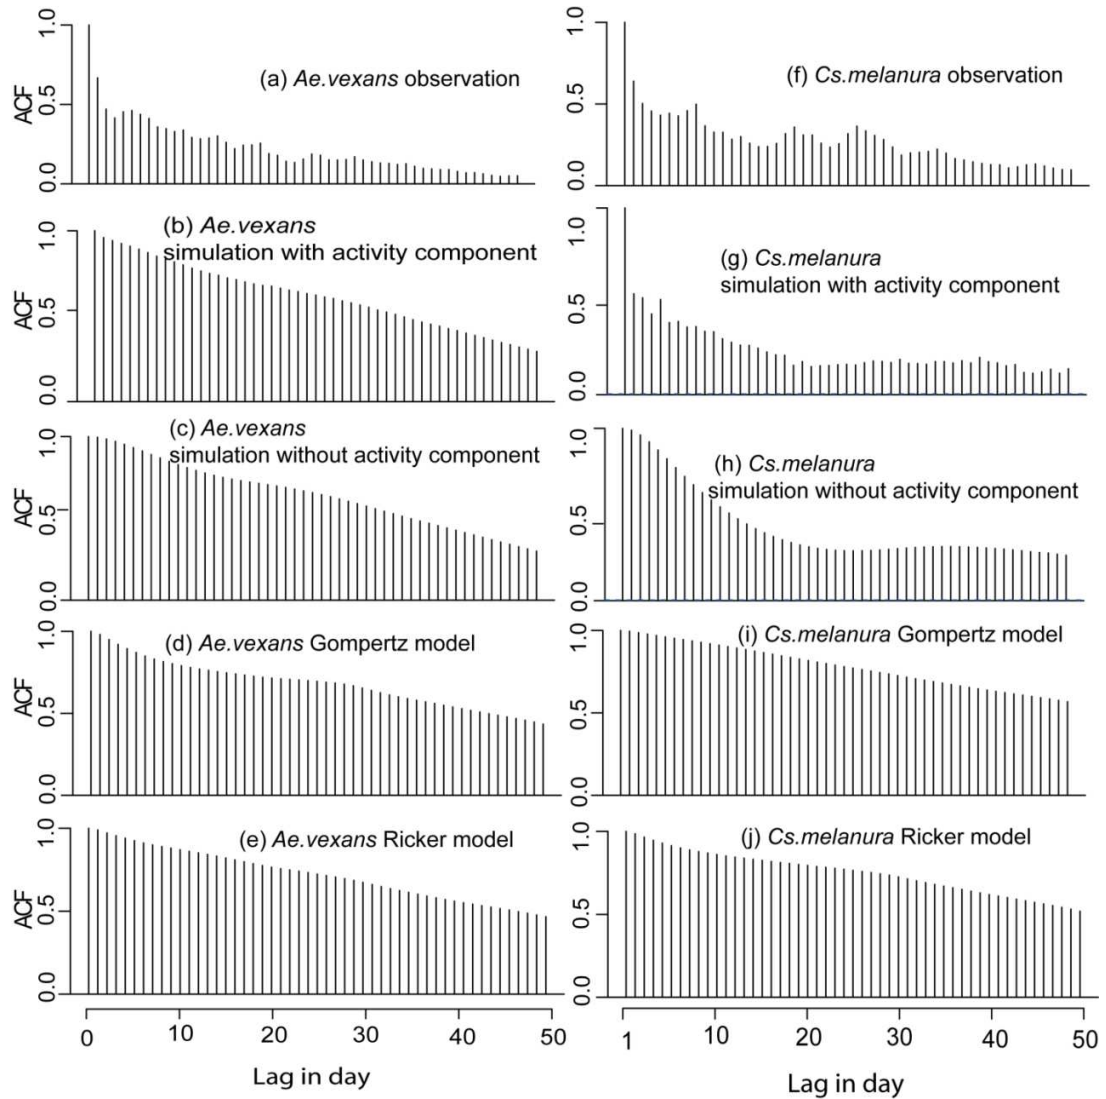 1.0
ACF
0.5
0.0
(a) Ae.vexans observation
1.0
ACF
0.5
0.0
(b) Ae.vexans
simulation with activity component
1.0
ACF
0.5
0.0
(c) Ae.vexans
simulation without activity component
1.0
ACF
0.5
0.0
(d) Ae.vexans Gompertz model
1.0
ACF
0.5
0.0
(e) Ae.vexans Ricker model
0 10 20 30 40 50
Lag in day
1.0
0.5
0.0
(f) Cs.melanura observation
1.0
0.5
0.0
(g) Cs.melanura
simulation with activity component
1.0
0.5
0.0
(h) Cs.melanura
simulation without activity component
1.0
0.5
0.0
(i) Cs.melanura Gompertz model
1.0
0.5
0.0
(j) Cs.melanura Ricker model
1 10 20 30 40 50
Lag in day